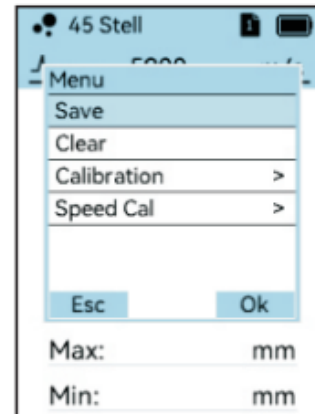 45 Stell
Menu
Save
Clear
Calibration >
Speed Cal >
Esc Ok
Max: mm
Min: mm